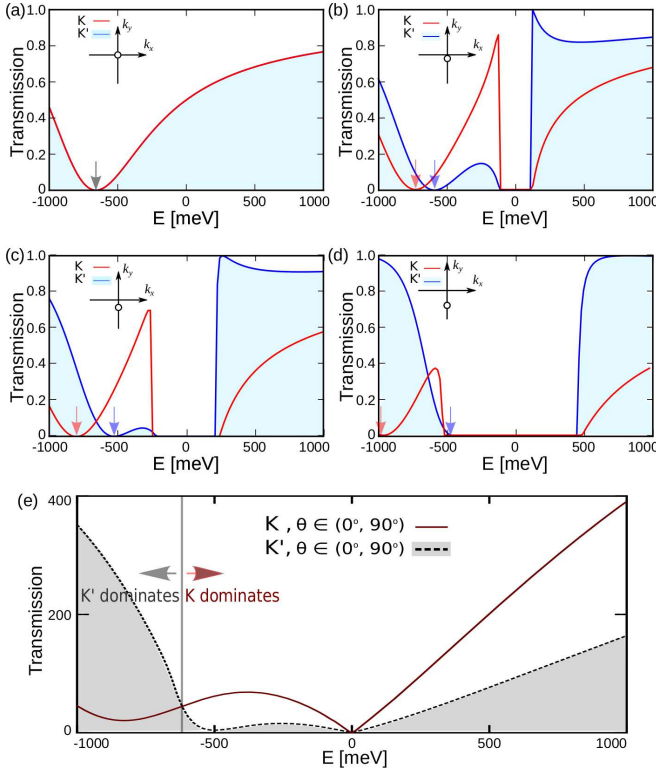 (a)
K
K'
k_y
k_x
Transmission
1.0
0.8
0.6
0.4
0.2
0
-1000 -500 0 500 1000
E [meV]
(b)
K
K'
k_y
k_x
Transmission
1.0
0.8
0.6
0.4
0.2
0
-1000 -500 0 500 1000
E [meV]
(c)
K
K'
k_y
k_x
Transmission
1.0
0.8
0.6
0.4
0.2
0
-1000 -500 0 500 1000
E [meV]
(d)
K
K'
k_y
k_x
Transmission
1.0
0.8
0.6
0.4
0.2
0
-1000 -500 0 500 1000
E [meV]
(e)
K , θ ∈ (0°, 90°)
K', θ ∈ (0°, 90°)
K' dominates K dominates
Transmission
400
200
0
-1000 -500 0 500 1000
E [meV]